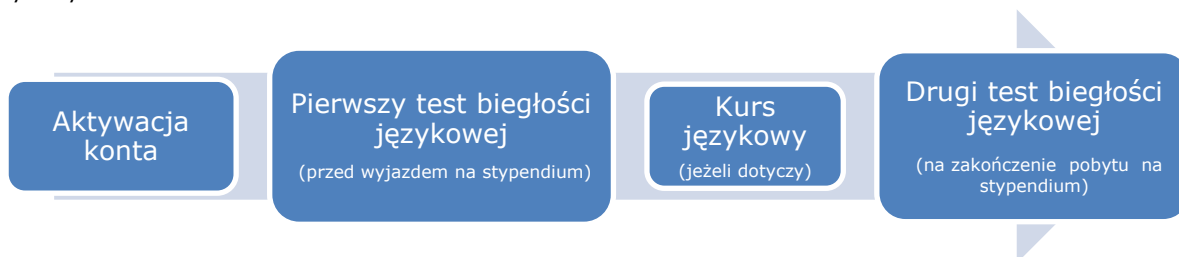 Aktywacja
konta
Pierwszy test biegłości
językowej
(przed wyjazdem na stypendium)
Kurs
językowy
(jeżeli dotyczy)
Drugi test biegłości
językowej
(na zakończenie pobytu na
stypendium)